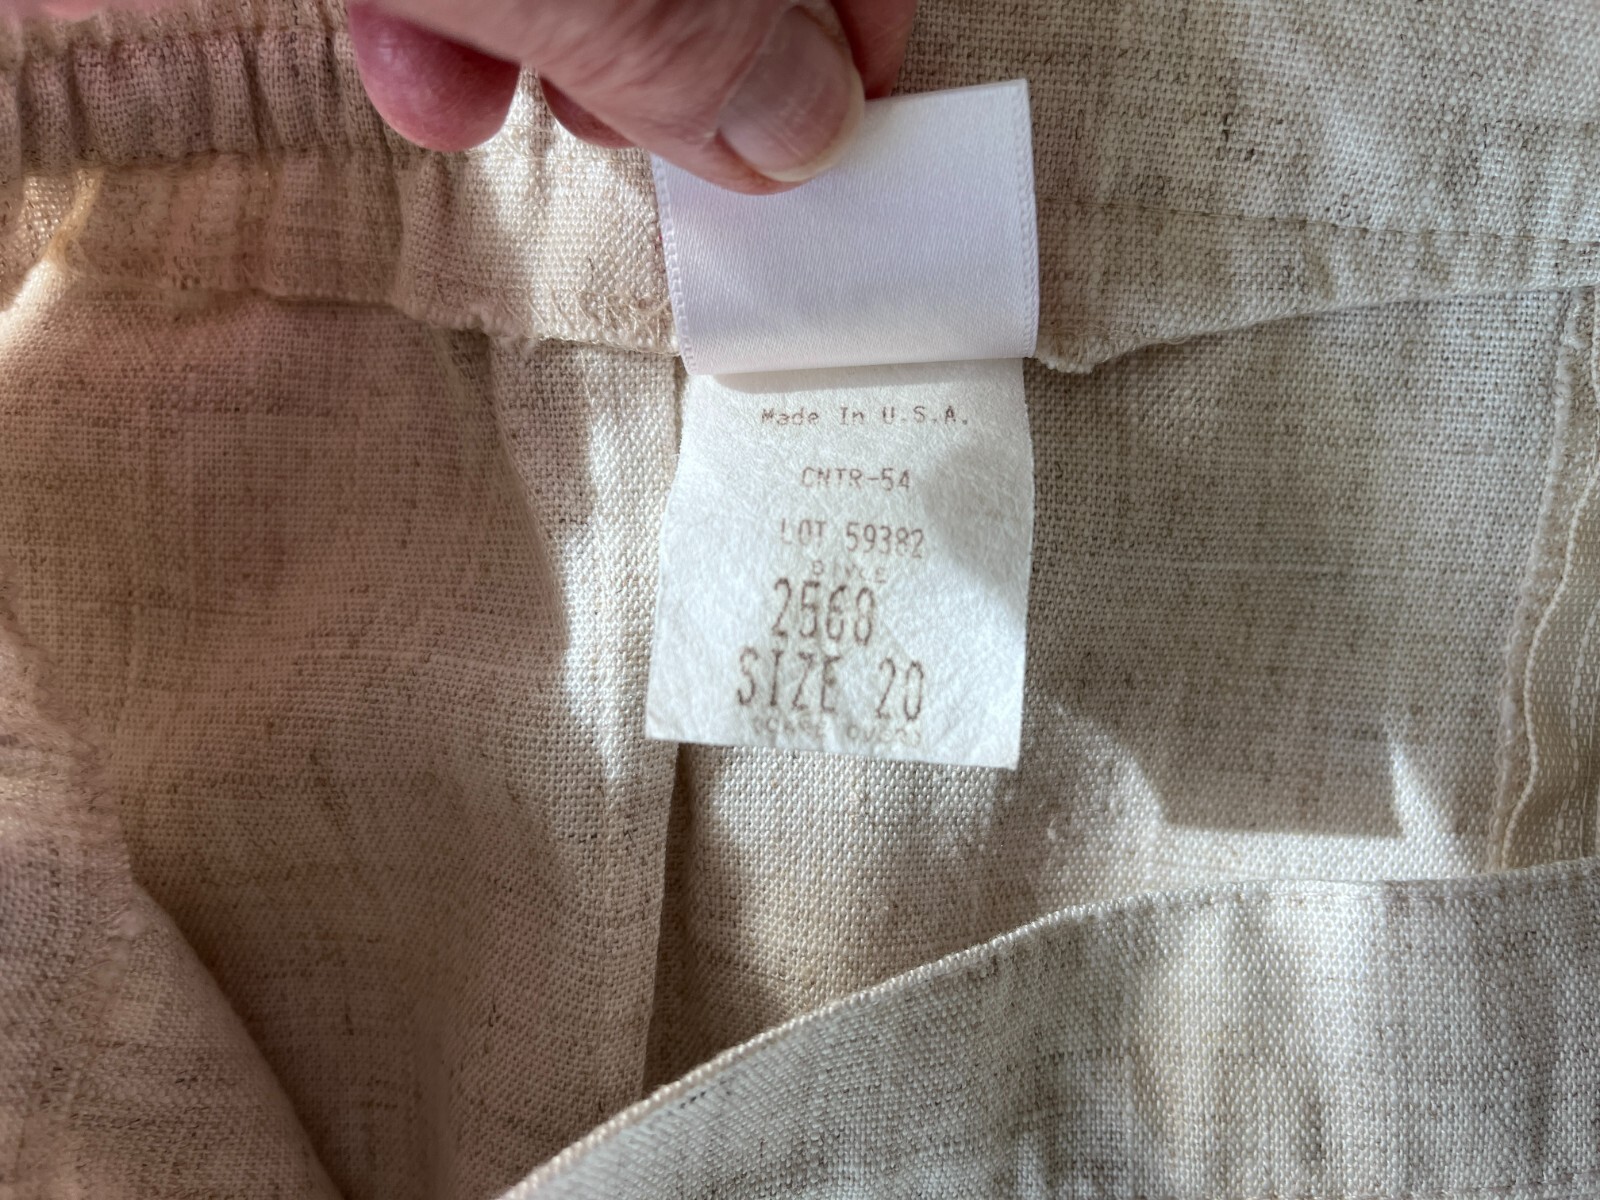 Made In U.S.A.
CNTR-54
LOT 59382
2568
SIZE 20